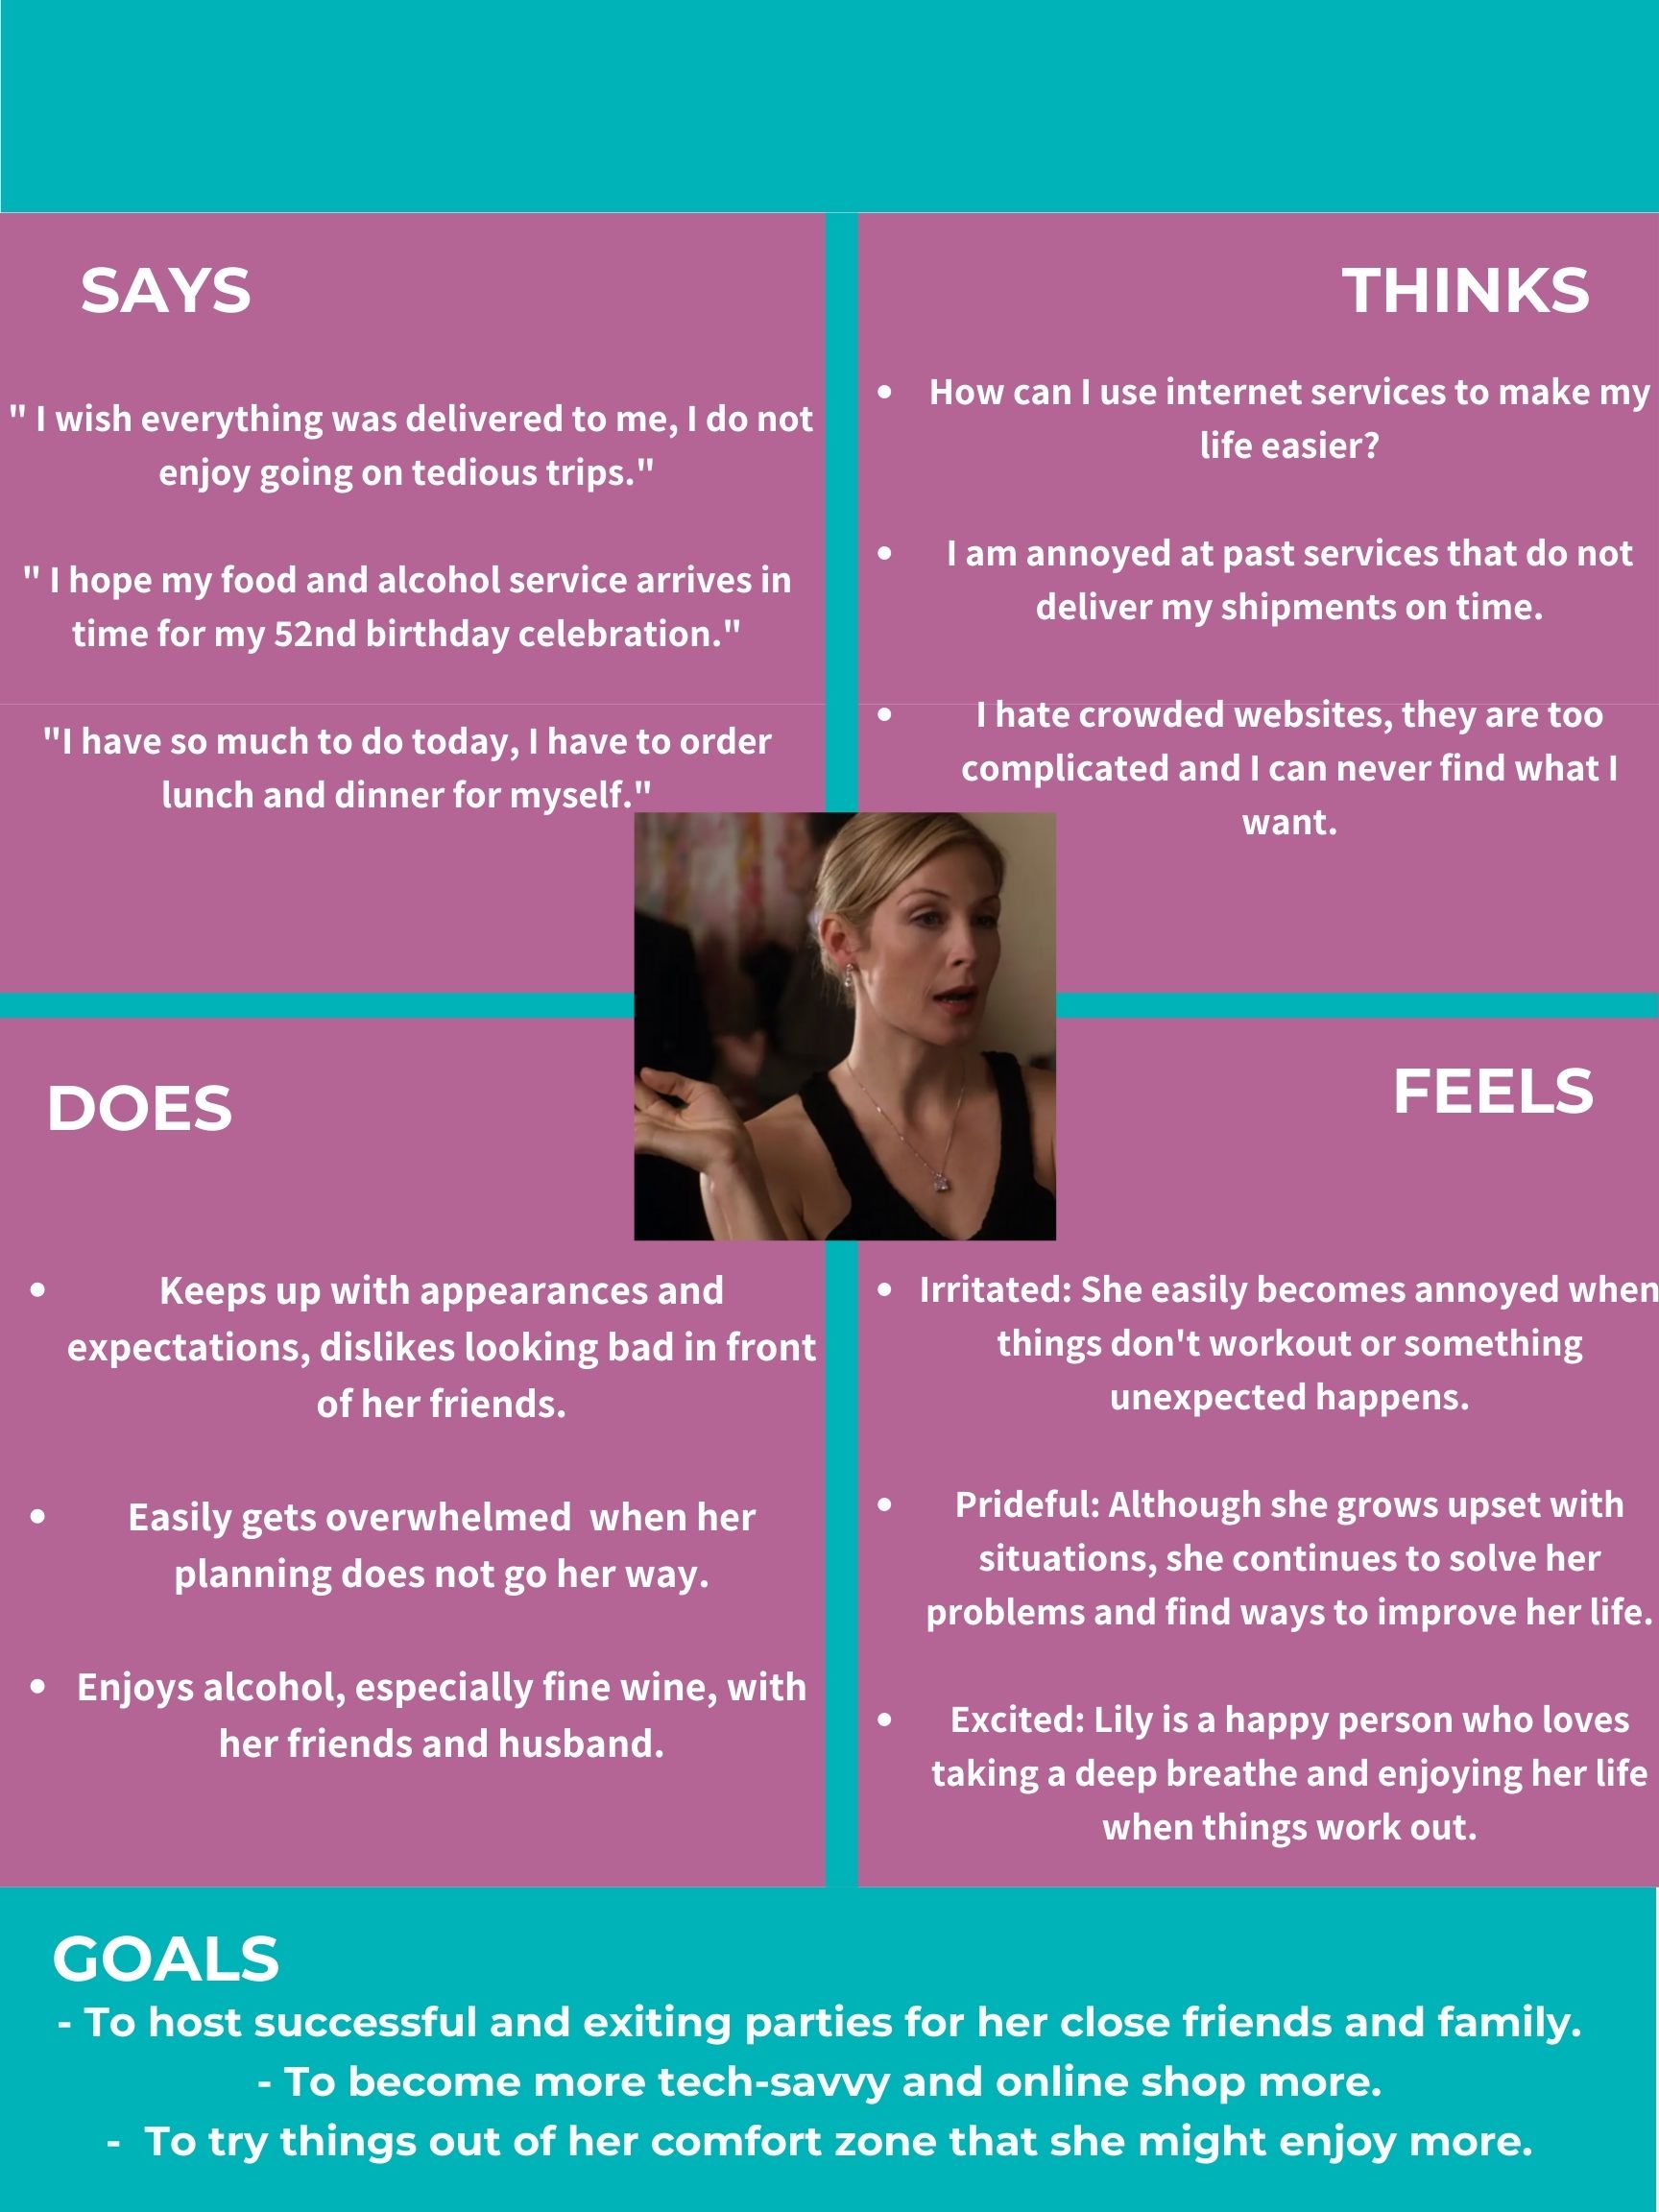 SAYS
" I wish everything was delivered to me, I do not
enjoy going on tedious trips."
" I hope my food and alcohol service arrives in
time for my 52nd birthday celebration."
"I have so much to do today, I have to order
lunch and dinner for myself."
THINKS
• How can I use internet services to make my
life easier?
• I am annoyed at past services that do not
deliver my shipments on time.
• I hate crowded websites, they are too
complicated and I can never find what I
want.
DOES
• Keeps up with appearances and
expectations, dislikes looking bad in front
of her friends.
• Easily gets overwhelmed  when her
planning does not go her way.
• Enjoys alcohol, especially fine wine, with
her friends and husband.
FEELS
• Irritated: She easily becomes annoyed when
things don't workout or something
unexpected happens.
• Prideful: Although she grows upset with
situations, she continues to solve her
problems and find ways to improve her life.
• Excited: Lily is a happy person who loves
taking a deep breathe and enjoying her life
when things work out.
GOALS
- To host successful and exiting parties for her close friends and family.
- To become more tech-savvy and online shop more.
-  To try things out of her comfort zone that she might enjoy more.